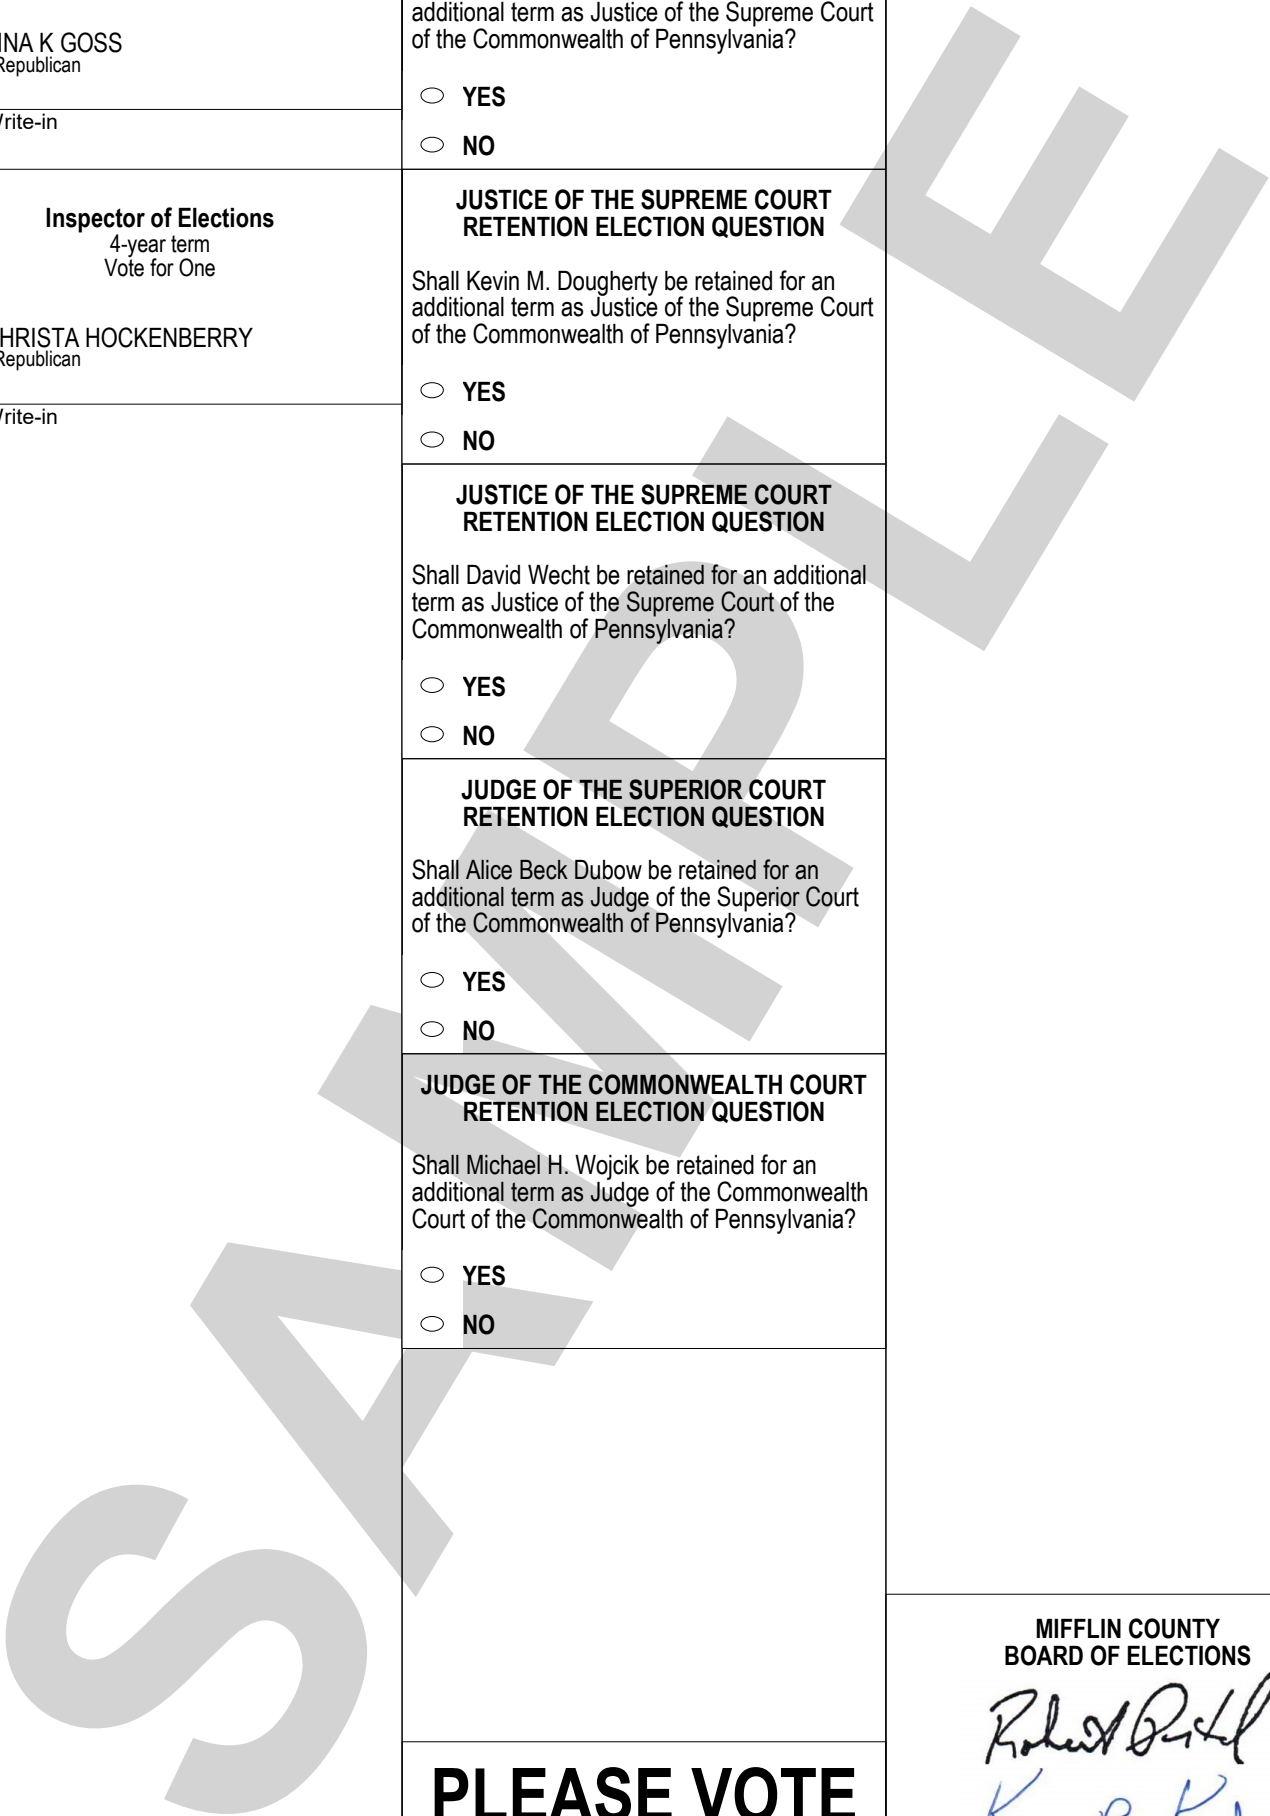 INA K GOSS
Republican
Write-in
Inspector of Elections
4-year term
Vote for One
HRISTA HOCKENBERRY
Republican
Write-in
additional term as Justice of the Supreme Court
of the Commonwealth of Pennsylvania?
YES
NO
JUSTICE OF THE SUPREME COURT
RETENTION ELECTION QUESTION
Shall Kevin M. Dougherty be retained for an
additional term as Justice of the Supreme Court
of the Commonwealth of Pennsylvania?
YES
NO
JUSTICE OF THE SUPREME COURT
RETENTION ELECTION QUESTION
Shall David Wecht be retained for an additional
term as Justice of the Supreme Court of the
Commonwealth of Pennsylvania?
YES
NO
JUDGE OF THE SUPERIOR COURT
RETENTION ELECTION QUESTION
Shall Alice Beck Dubow be retained for an
additional term as Judge of the Superior Court
of the Commonwealth of Pennsylvania?
YES
NO
JUDGE OF THE COMMONWEALTH COURT
RETENTION ELECTION QUESTION
Shall Michael H. Wojcik be retained for an
additional term as Judge of the Commonwealth
Court of the Commonwealth of Pennsylvania?
YES
NO
PLEASE VOTE
MIFFLIN COUNTY
BOARD OF ELECTIONS
Robert
SAMPLE